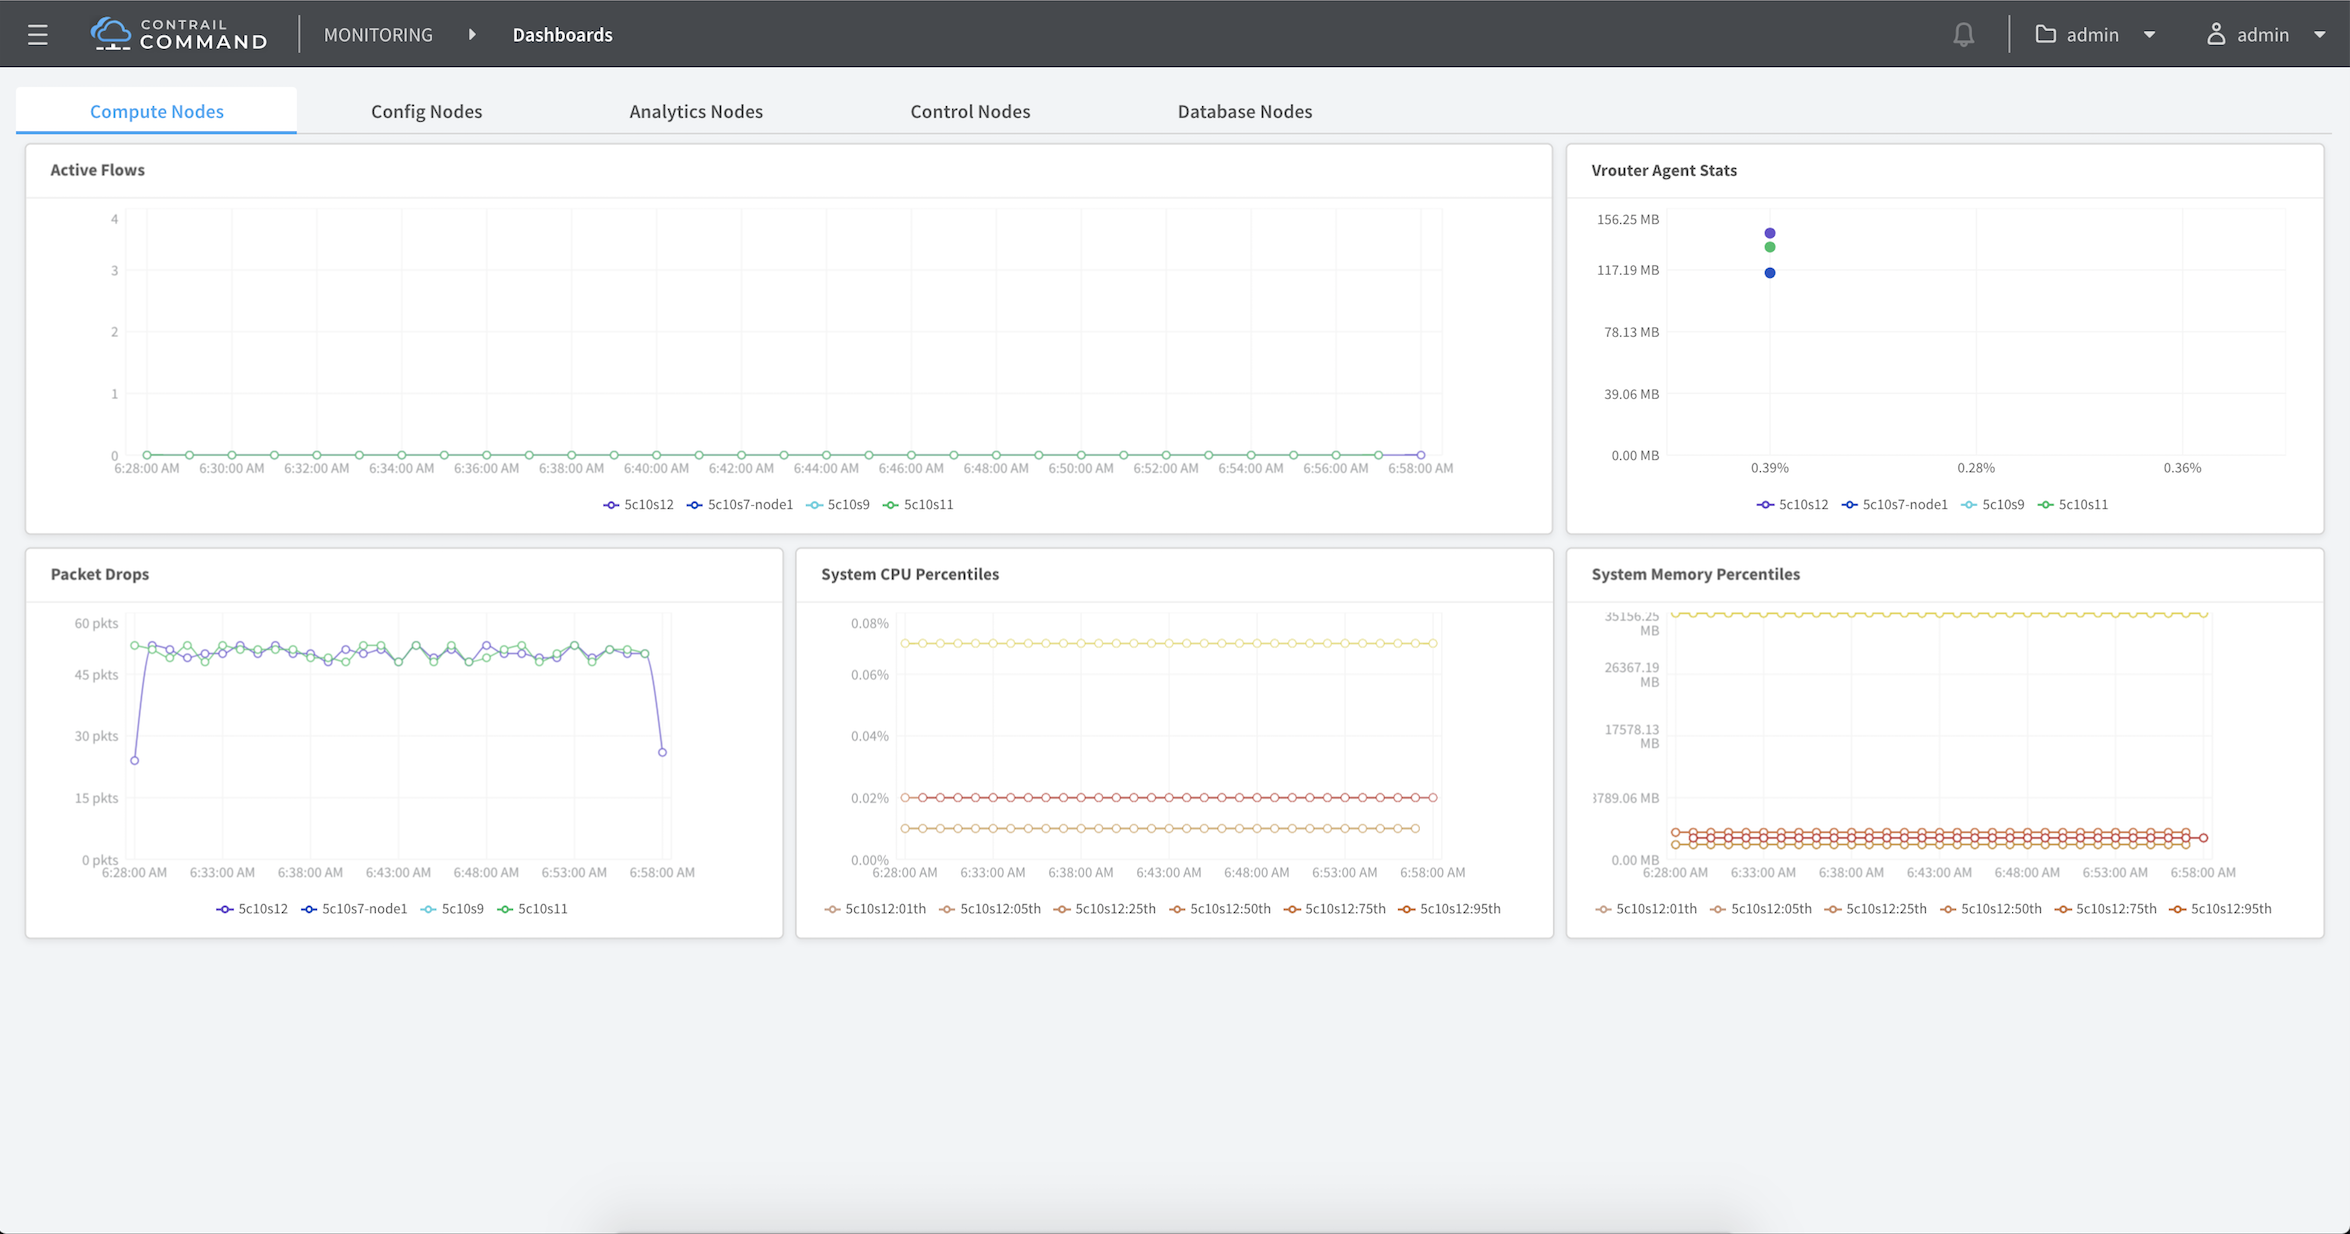 CONTRAIL
COMMAND
MONITORING
Dashboards
admin
admin
Compute Nodes
Config Nodes
Analytics Nodes
Control Nodes
Database Nodes
Active Flows
4
3
2
1
0
6:28:00 AM 6:30:00 AM 6:32:00 AM 6:34:00 AM 6:36:00 AM 6:38:00 AM 6:40:00 AM 6:42:00 AM 6:44:00 AM 6:46:00 AM 6:48:00 AM 6:50:00 AM 6:52:00 AM 6:54:00 AM 6:56:00 AM 6:58:00 AM
5c10s12 5c10s7-node1 5c10s9 5c10s11
Vrouter Agent Stats
156.25 MB
117.19 MB
78.13 MB
39.06 MB
0.00 MB
0.39% 0.28% 0.36%
5c10s12 5c10s7-node1 5c10s9 5c10s11
Packet Drops
60 pkts
45 pkts
30 pkts
15 pkts
0 pkts
6:28:00 AM 6:33:00 AM 6:38:00 AM 6:43:00 AM 6:48:00 AM 6:53:00 AM 6:58:00 AM
5c10s12 5c10s7-node1 5c10s9 5c10s11
System CPU Percentiles
0.08%
0.06%
0.04%
0.02%
0.00%
6:28:00 AM 6:33:00 AM 6:38:00 AM 6:43:00 AM 6:48:00 AM 6:53:00 AM 6:58:00 AM
5c10s12:01th 5c10s12:05th 5c10s12:25th 5c10s12:50th 5c10s12:75th 5c10s12:95th
System Memory Percentiles
35156.25
MB
26367.19
MB
17578.13
MB
8789.06 MB
0.00 MB
6:28:00 AM 6:33:00 AM 6:38:00 AM 6:43:00 AM 6:48:00 AM 6:53:00 AM 6:58:00 AM
5c10s12:01th 5c10s12:05th 5c10s12:25th 5c10s12:50th 5c10s12:75th 5c10s12:95th